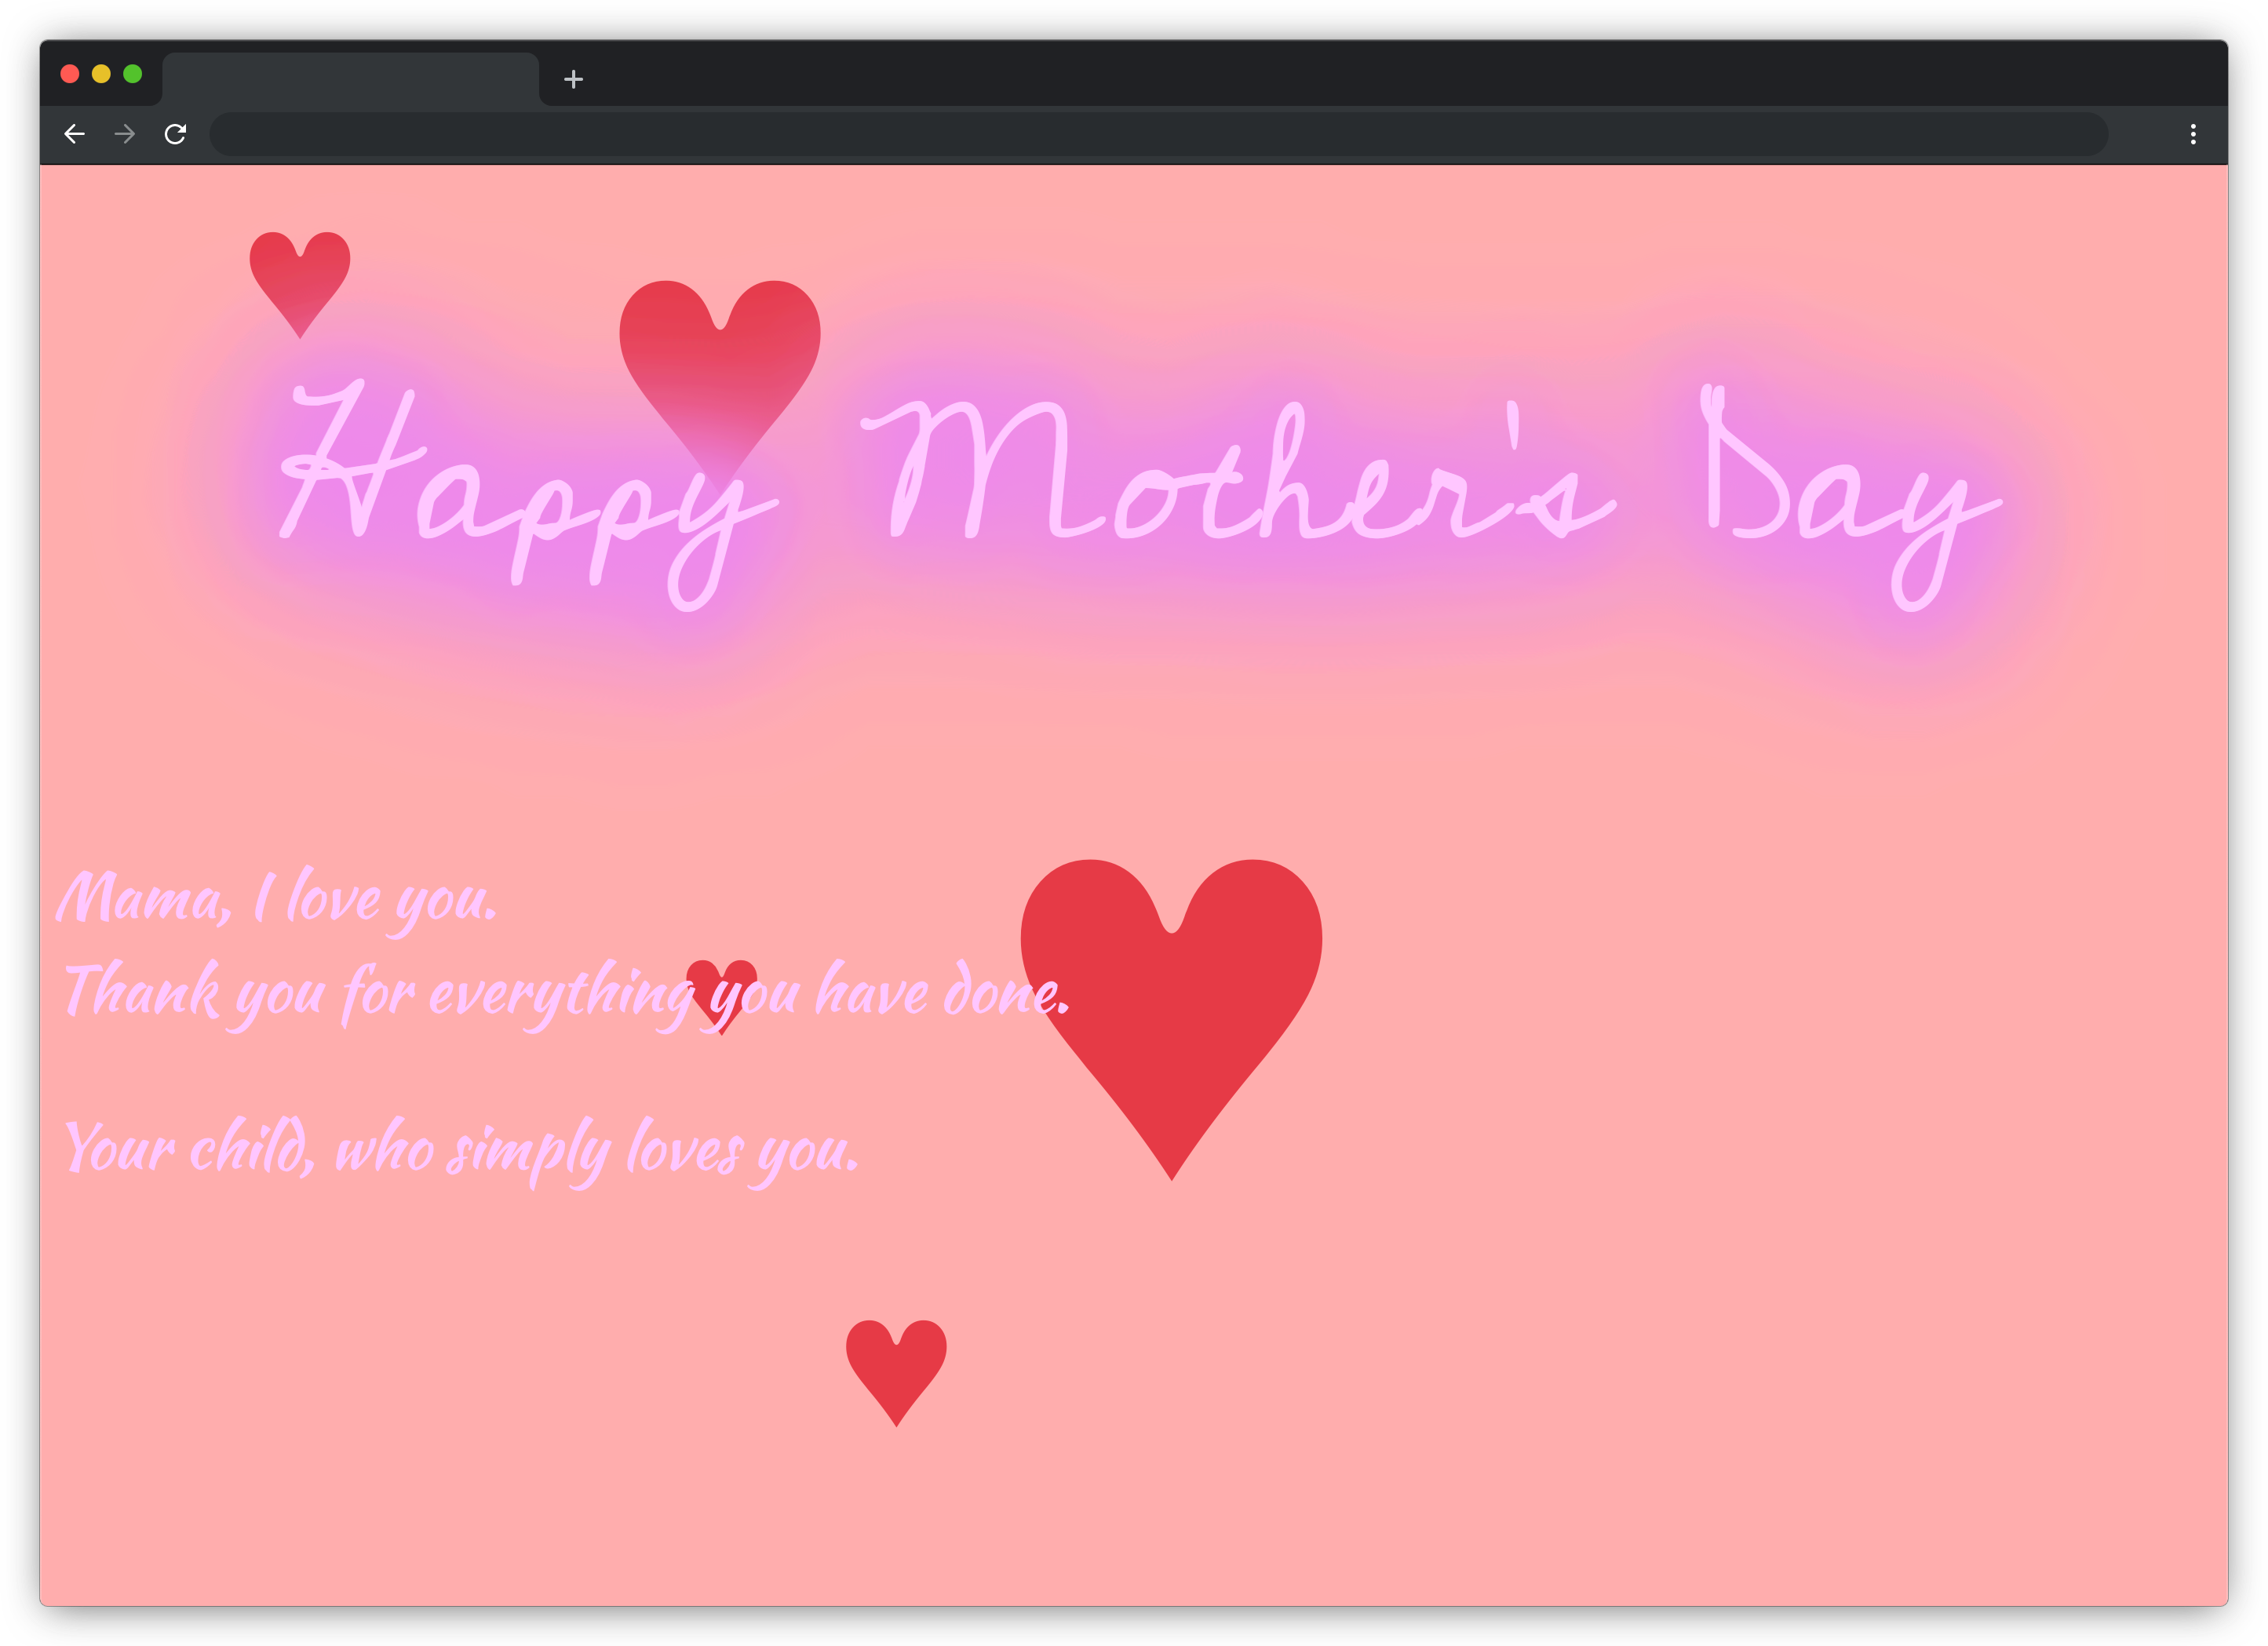 Happy Mother's Day
Mama, I love you.
Thank you for everything you have done.
Your child, who simply loves you.